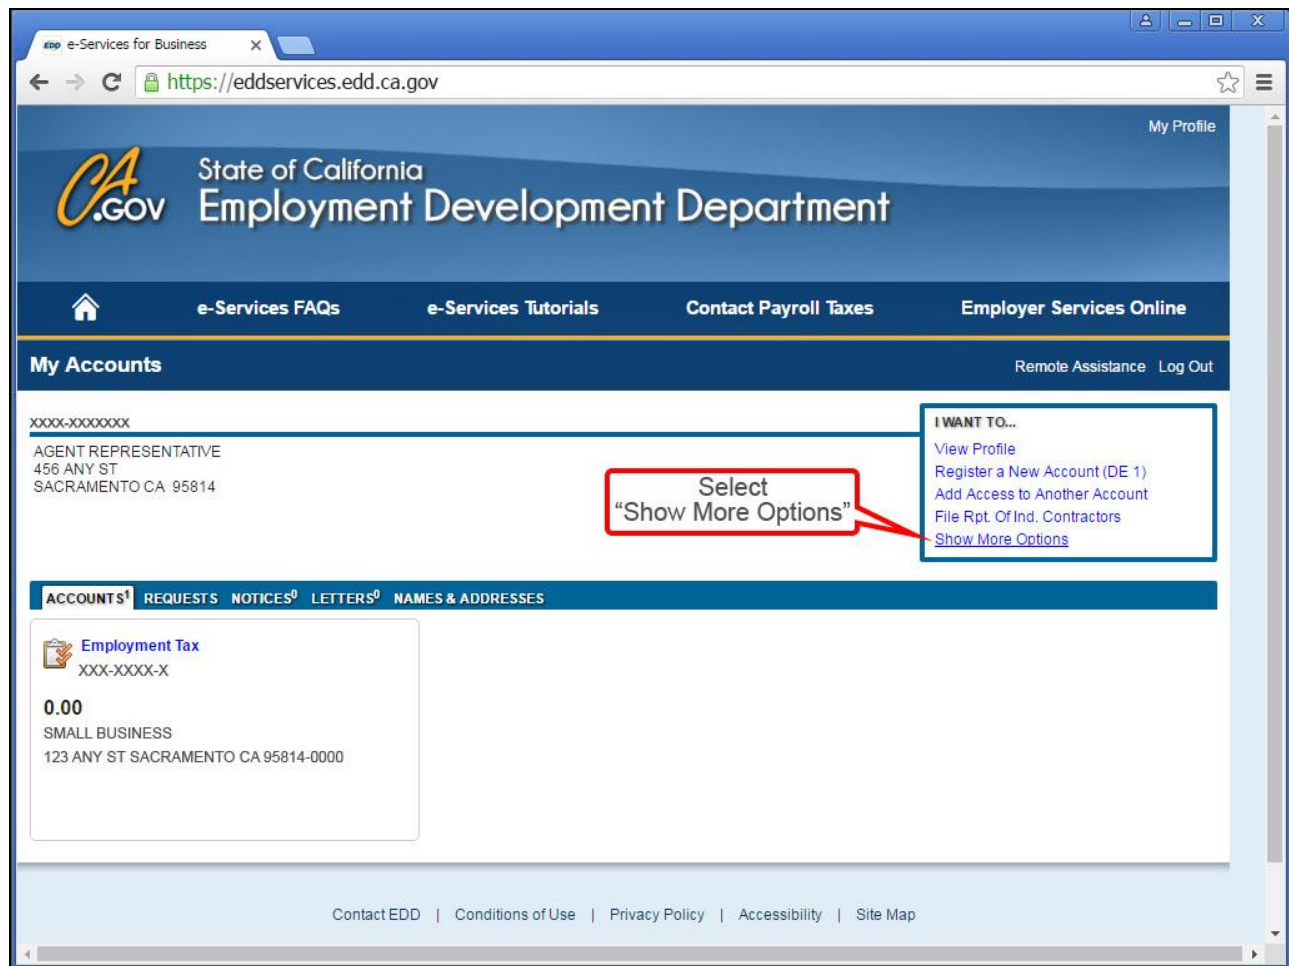 EDD e-Services for Business
https://eddservices.edd.ca.gov
My Profile
CA.GOV
State of California
Employment Development Department
e-Services FAQs e-Services Tutorials Contact Payroll Taxes Employer Services Online
My Accounts Remote Assistance Log Out
XXXX-XXXXXXX
AGENT REPRESENTATIVE
456 ANY ST
SACRAMENTO CA 95814
Select
“Show More Options”
I WANT TO...
View Profile
Register a New Account (DE 1)
Add Access to Another Account
File Rpt. Of Ind. Contractors
Show More Options
ACCOUNTS¹ REQUESTS NOTICES⁰ LETTERS⁰ NAMES & ADDRESSES
Employment Tax
XXX-XXXX-X
0.00
SMALL BUSINESS
123 ANY ST SACRAMENTO CA 95814-0000
Contact EDD | Conditions of Use | Privacy Policy | Accessibility | Site Map